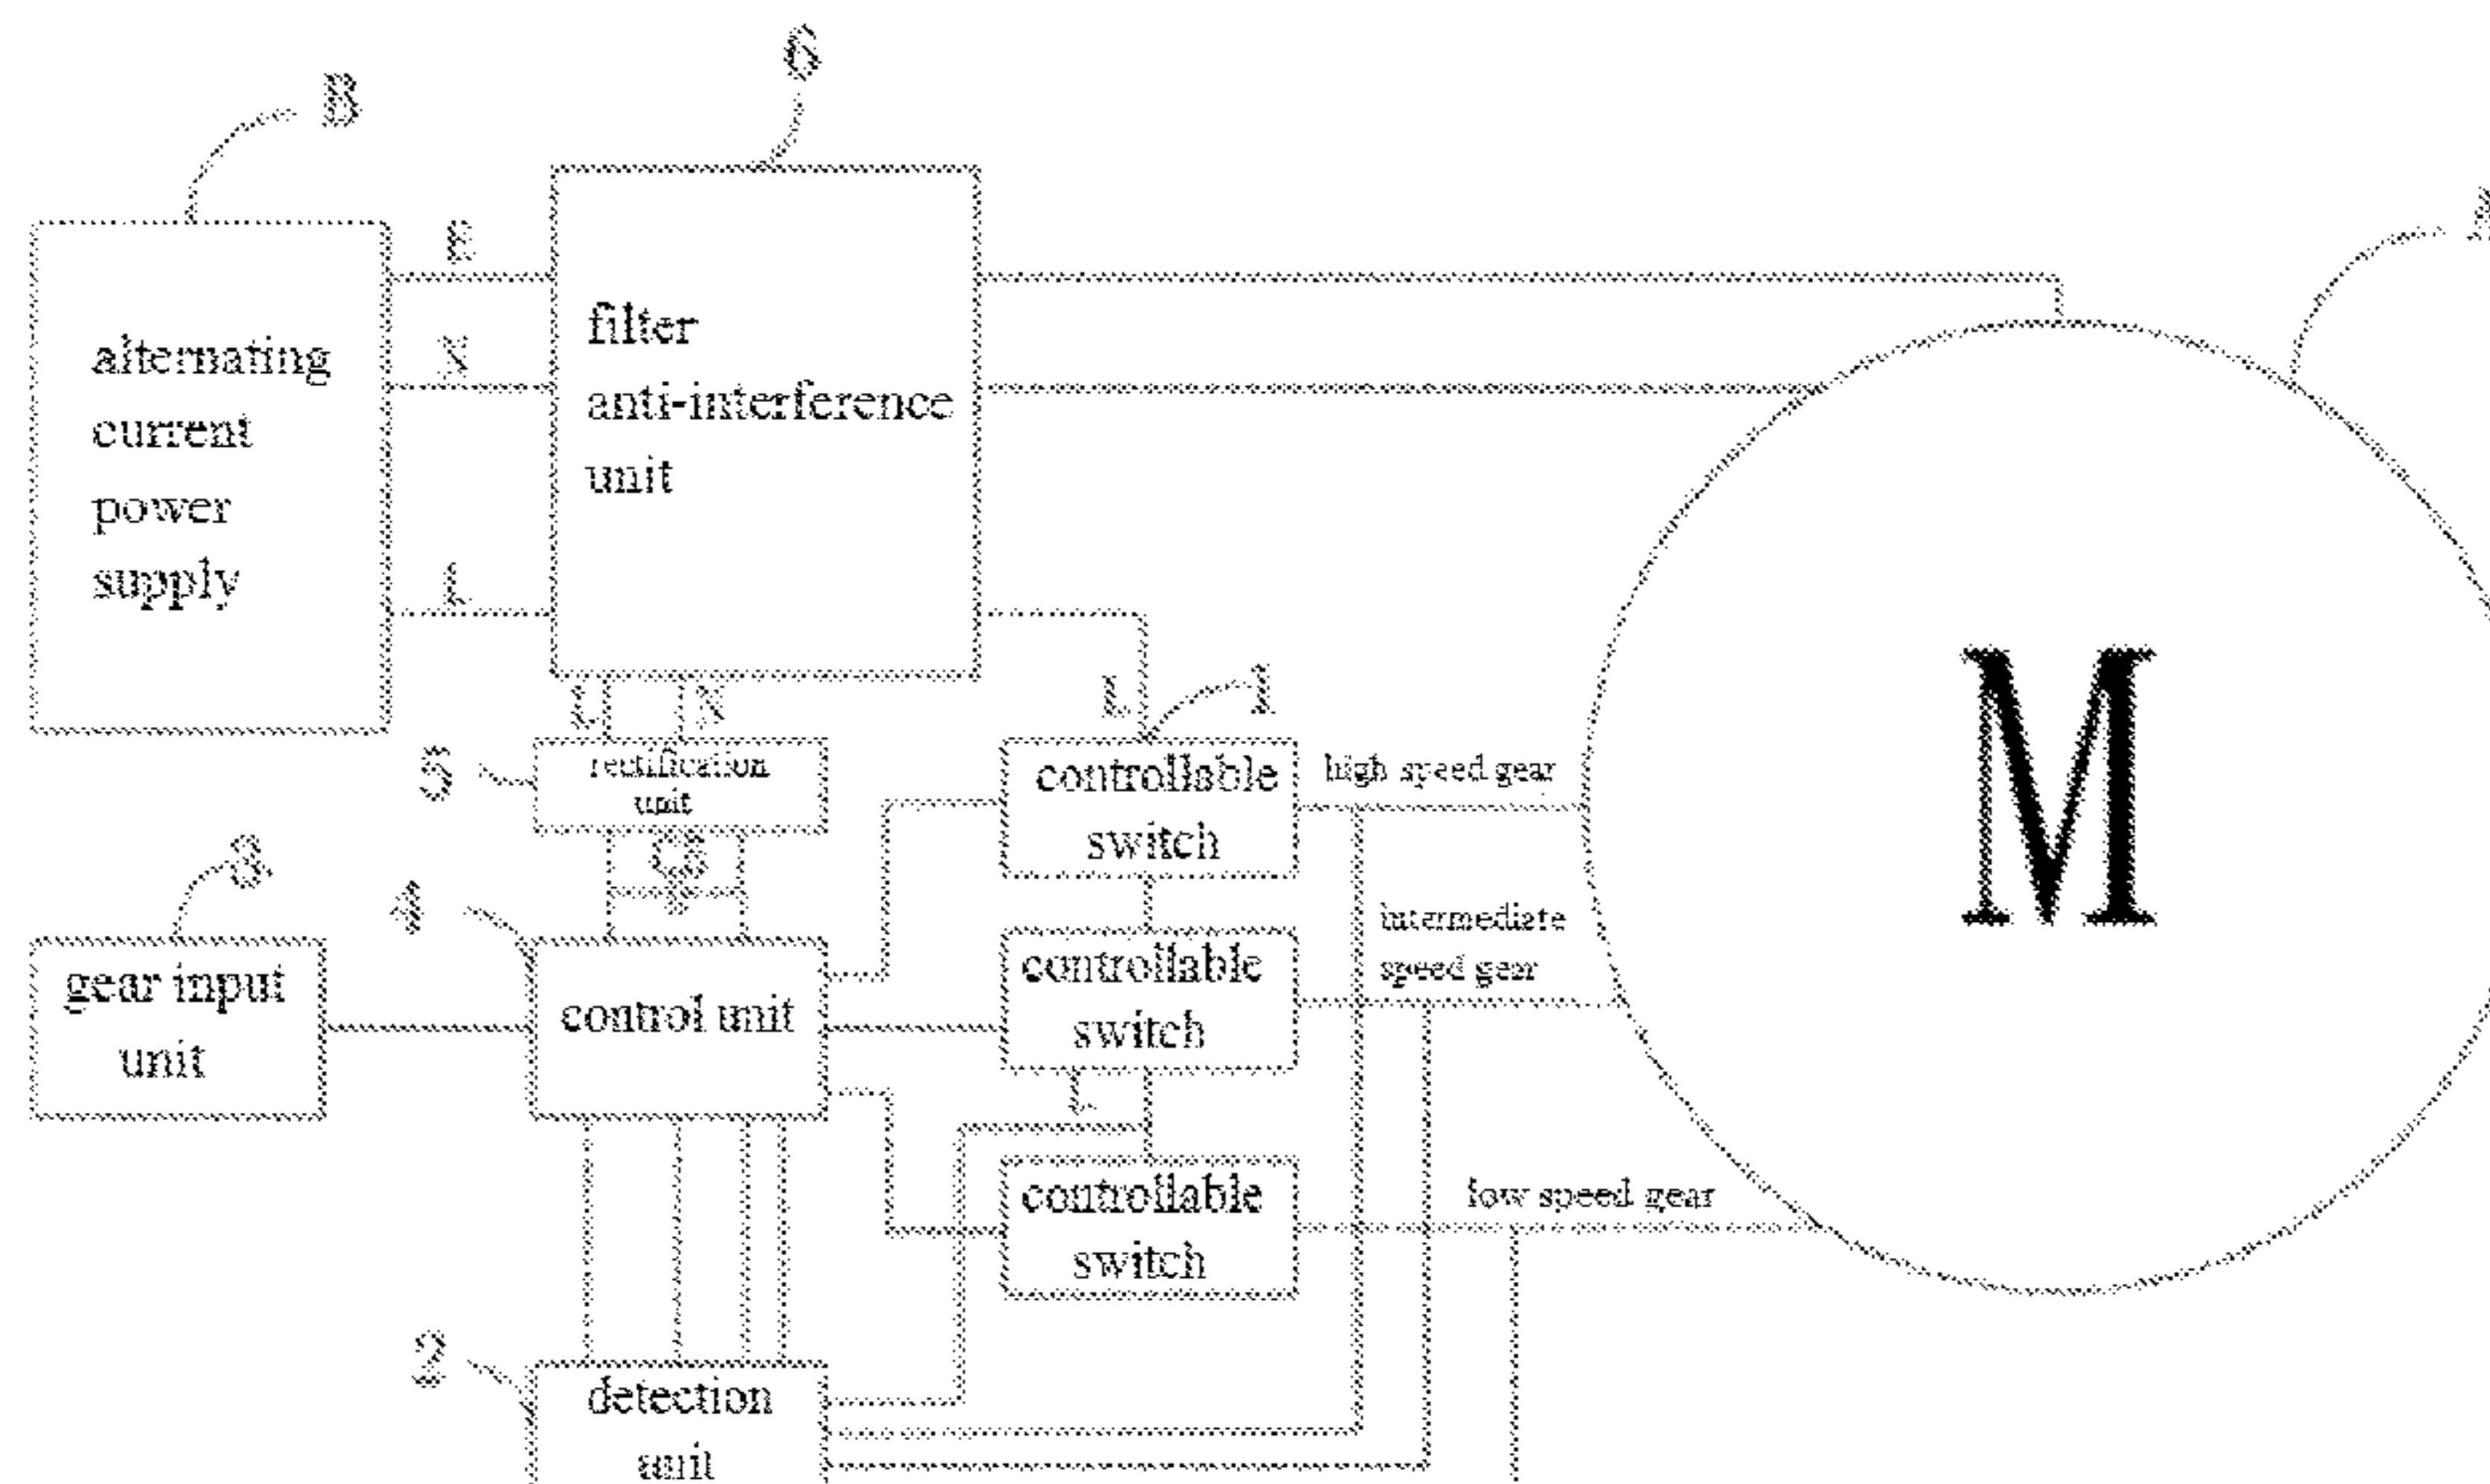 6
B
A
E
filter
alternating
N
anti-interference
current
unit
power
supply
L
L
N
L
1
5
rectification
unit
controllable
switch
high speed gear
3
4
gear input
unit
control unit
controllable
switch
intermediate
speed gear
L
controllable
switch
low speed gear
M
2
detection
unit